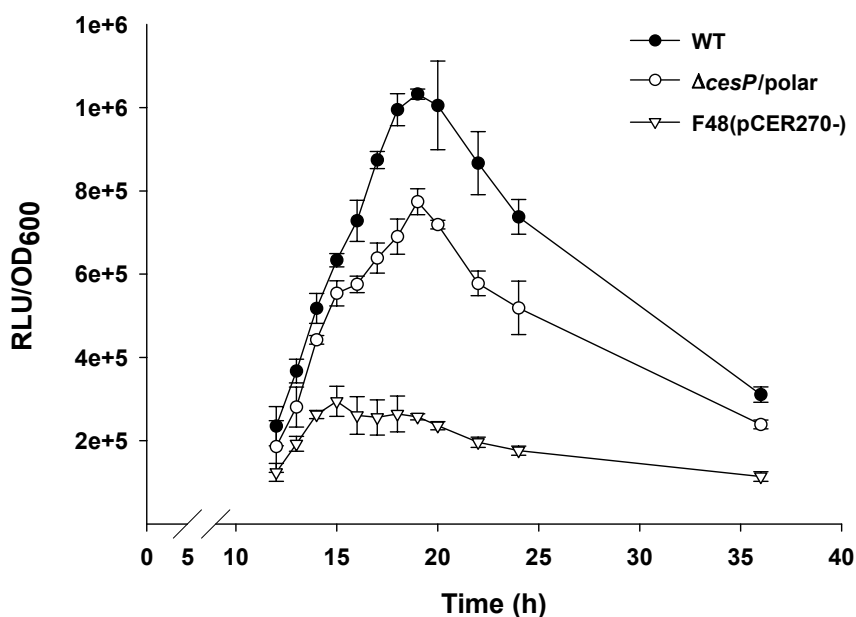 1e+6
1e+6
8e+5
6e+5
4e+5
2e+5
RLU/OD600
WT
ΔcesP/polar
F48(pCER270-)
0 5 10 15 20 25 30 35 40
Time (h)